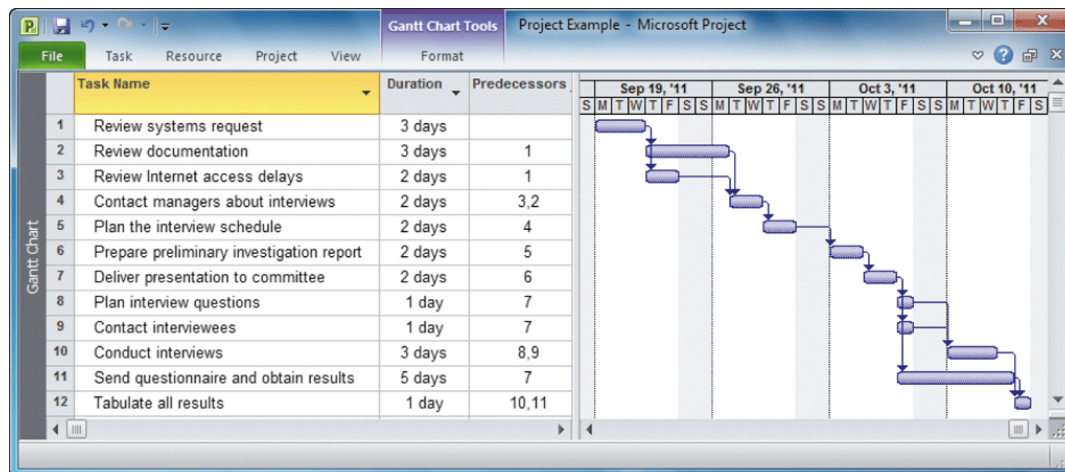 Gantt Chart Tools Project Example - Microsoft Project
File Task Resource Project View Format
Task Name Duration Predecessors
Sep 19, '11 Sep 26, '11 Oct 3, '11 Oct 10, '11
S M T W T F S S M T W T F S S M T W T F S S M T W T F S
1 Review systems request 3 days
2 Review documentation 3 days 1
3 Review Internet access delays 2 days 1
4 Contact managers about interviews 2 days 3,2
5 Plan the interview schedule 2 days 4
6 Prepare preliminary investigation report 2 days 5
7 Deliver presentation to committee 2 days 6
8 Plan interview questions 1 day 7
9 Contact interviewees 1 day 7
10 Conduct interviews 3 days 8,9
11 Send questionnaire and obtain results 5 days 7
12 Tabulate all results 1 day 10,11
Gantt Chart